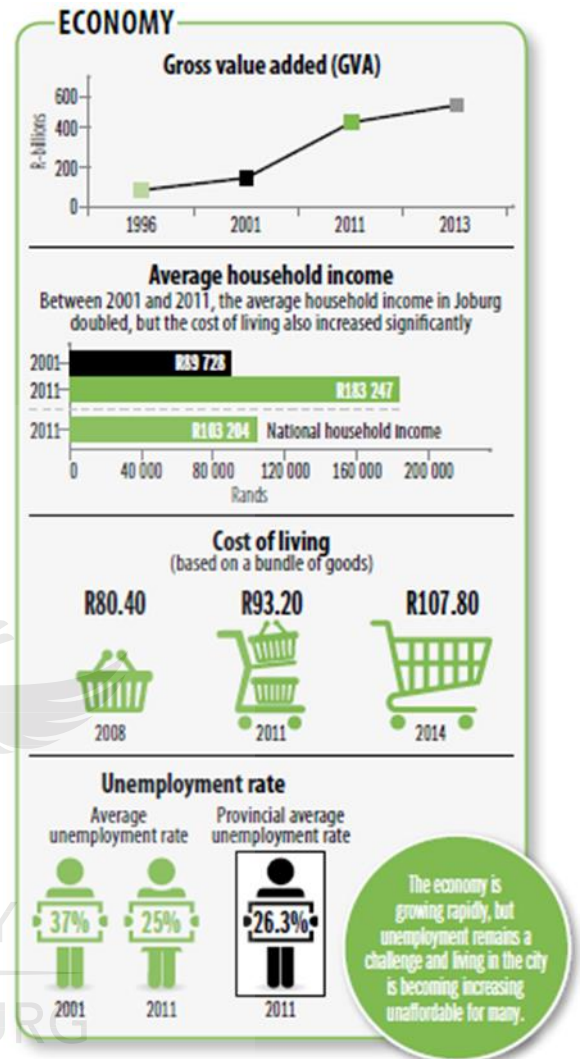 ECONOMY
Gross value added (GVA)
R-billions
600
400
200
0
1996 2001 2011 2013
Average household income
Between 2001 and 2011, the average household income in Joburg
doubled, but the cost of living also increased significantly
2001 R89 728
2011 R183 247
2011 R103 204 National household income
0 40 000 80 000 120 000 160 000 200 000
Rands
Cost of living
(based on a bundle of goods)
R80.40 R93.20 R107.80
2008 2011 2014
Unemployment rate
Average
unemployment rate
Provincial average
unemployment rate
37% 25% 26.3%
2001 2011 2011
The economy is
growing rapidly, but
unemployment remains a
challenge and living in the city
is becoming increasing
unaffordable for many.
Y
URG